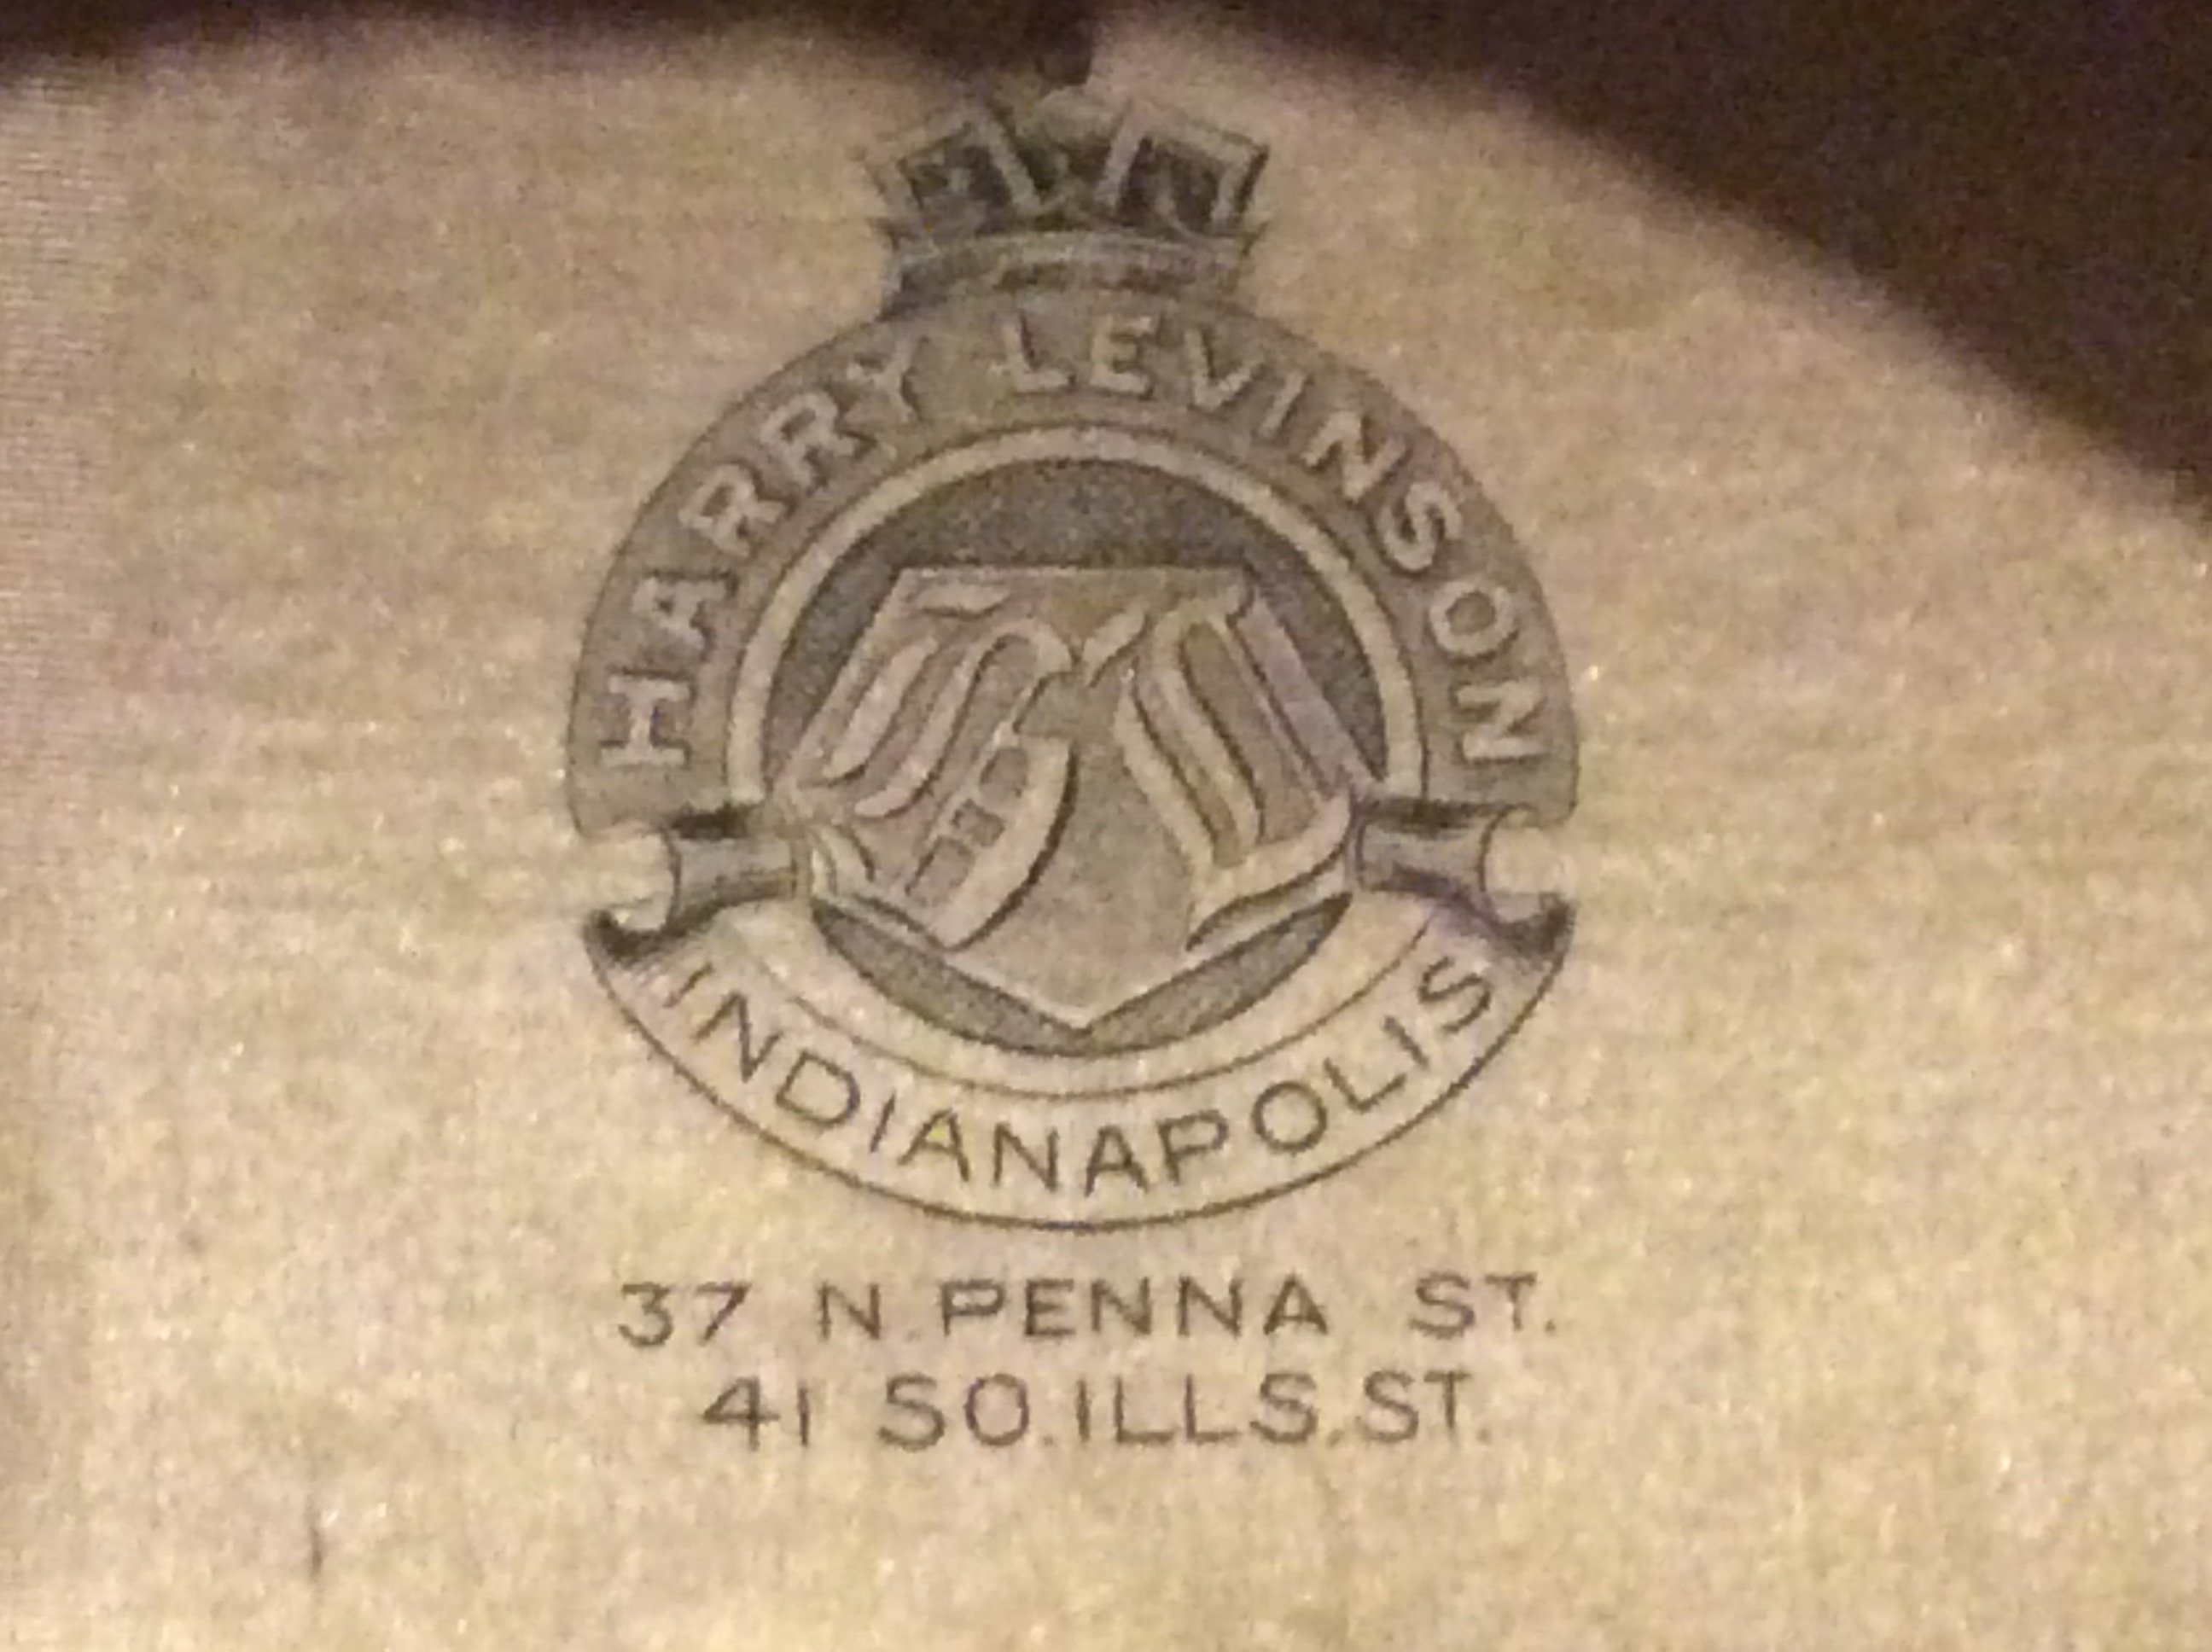 HARRY LEVINSON
INDIANAPOLIS
37 N. PENNA ST.
41 SO. ILLS. ST.